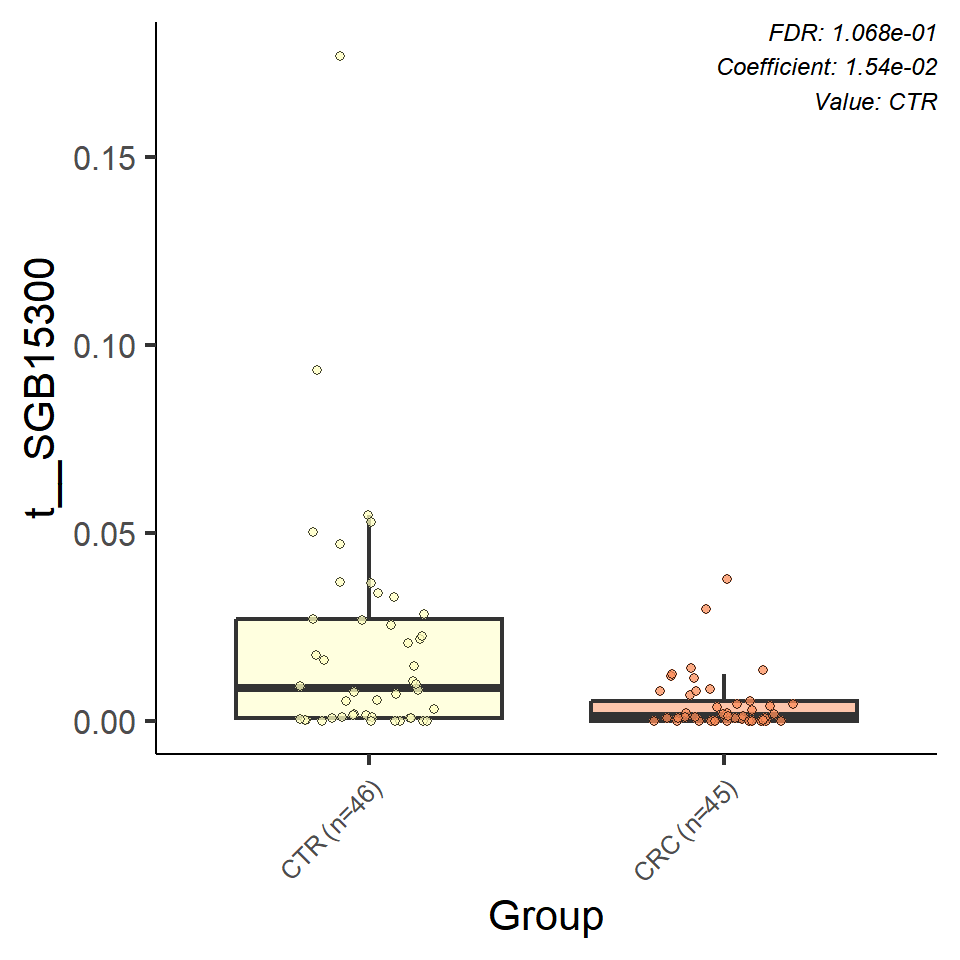 FDR: 1.068e-01
Coefficient: 1.54e-02
Value: CTR
t__SGB15300
0.15
0.10
0.05
0.00
CTR (n=46)
CRC (n=45)
Group